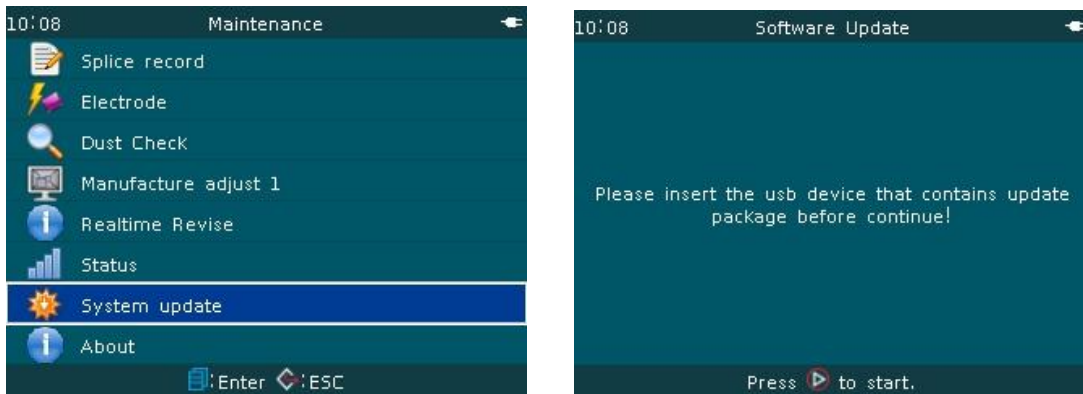 10:08 Maintenance
Splice record
Electrode
Dust Check
Manufacture adjust 1
Realtime Revise
Status
System update
About
:Enter :ESC
10:08 Software Update
Please insert the usb device that contains update
package before continue!
Press to start.